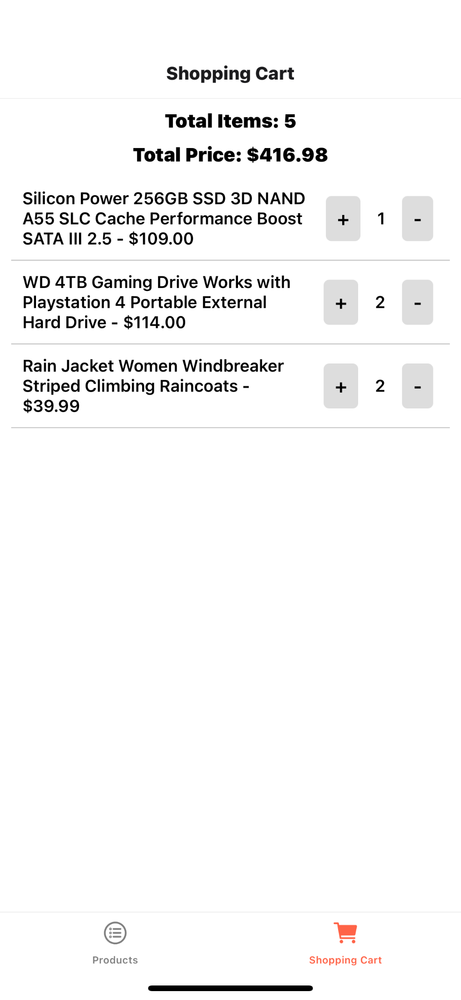 Shopping Cart
Total Items: 5
Total Price: $416.98
Silicon Power 256GB SSD 3D NAND
A55 SLC Cache Performance Boost
SATA III 2.5 - $109.00
+ 1 -
WD 4TB Gaming Drive Works with
Playstation 4 Portable External
Hard Drive - $114.00
+ 2 -
Rain Jacket Women Windbreaker
Striped Climbing Raincoats -
$39.99
+ 2 -
Products
Shopping Cart